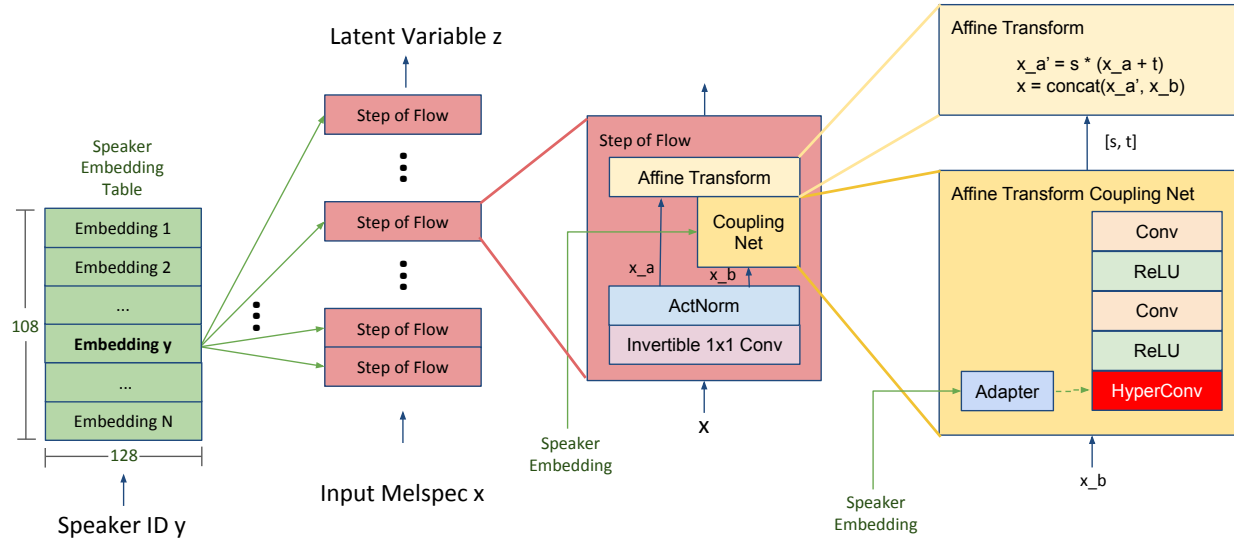 Latent Variable z
Step of Flow
Step of Flow
Step of Flow
Step of Flow
Speaker
Embedding
Table
Embedding 1
Embedding 2
...
Embedding y
...
Embedding N
108
128
Speaker ID y
Input Melspec x
Step of Flow
Affine Transform
Coupling
Net
x_a
x_b
ActNorm
Invertible 1x1 Conv
x
Speaker
Embedding
Affine Transform
x_a' = s * (x_a + t)
x = concat(x_a', x_b)
[s, t]
Affine Transform Coupling Net
Conv
ReLU
Conv
ReLU
Adapter
HyperConv
x_b
Speaker
Embedding